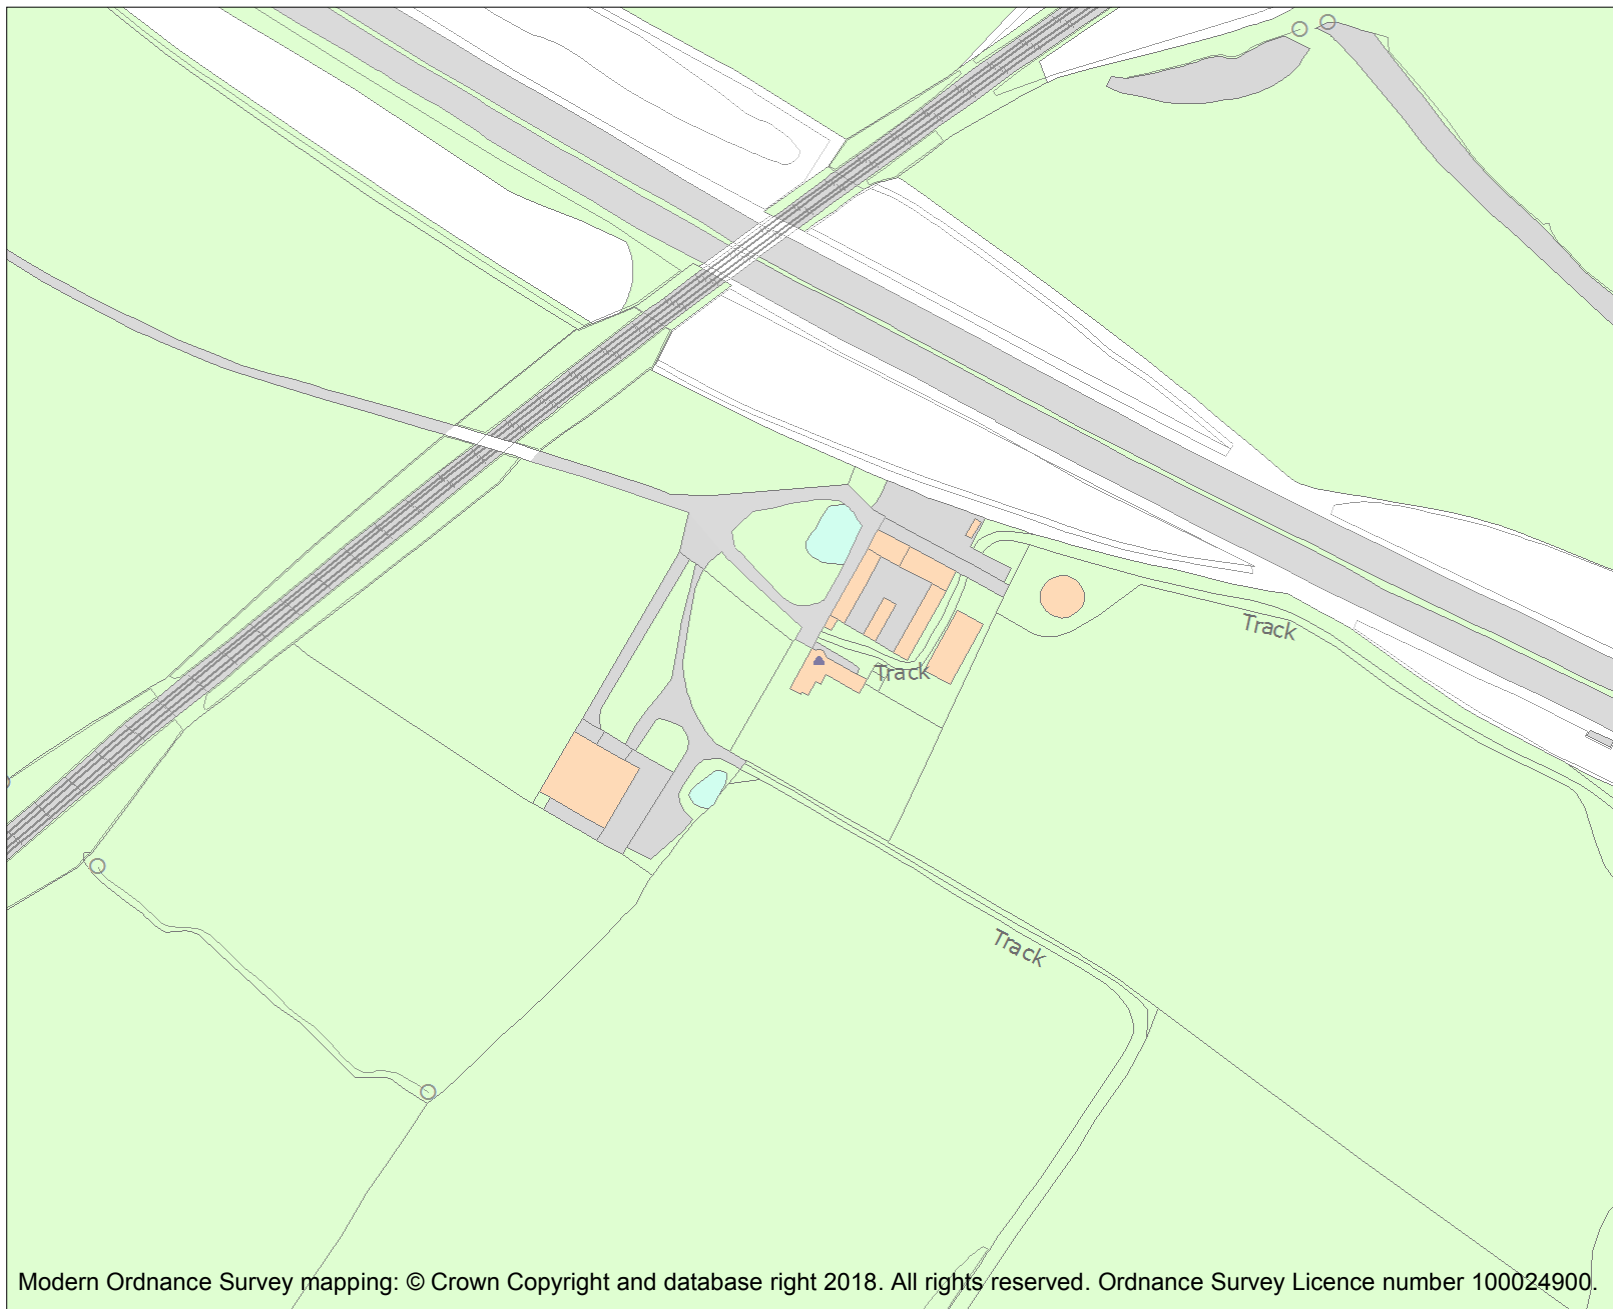 Track
Track
Track
Modern Ordnance Survey mapping: © Crown Copyright and database right 2018. All rights reserved. Ordnance Survey Licence number 100024900.